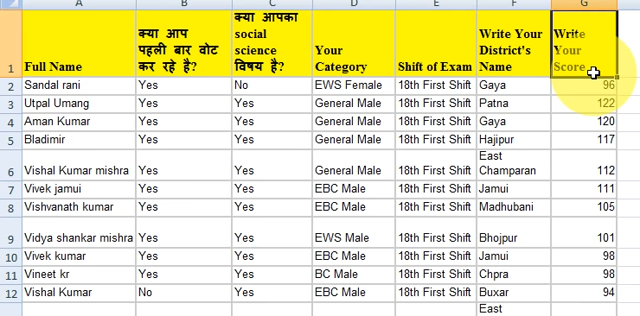 A B C D E F G
1 Full Name क्या आप पहली बार वोट कर रहे है? क्या आपका social science विषय है? Your Category Shift of Exam Write Your District's Name Write Your Score
2 Sandal rani Yes No EWS Female 18th First Shift Gaya 96
3 Utpal Umang Yes Yes General Male 18th First Shift Patna 122
4 Aman Kumar Yes Yes General Male 18th First Shift Gaya 120
5 Bladimir Yes Yes General Male 18th First Shift Hajipur 117
6 Vishal Kumar mishra Yes Yes General Male 18th First Shift East Champaran 112
7 Vivek jamui Yes Yes EBC Male 18th First Shift Jamui 111
8 Vishvanath kumar Yes Yes EBC Male 18th First Shift Madhubani 105
9 Vidya shankar mishra Yes Yes EWS Male 18th First Shift Bhojpur 101
10 Vivek kumar Yes Yes EBC Male 18th First Shift Jamui 98
11 Vineet kr Yes Yes BC Male 18th First Shift Chpra 98
12 Vishal Kumar No Yes EBC Male 18th First Shift Buxar 94
East